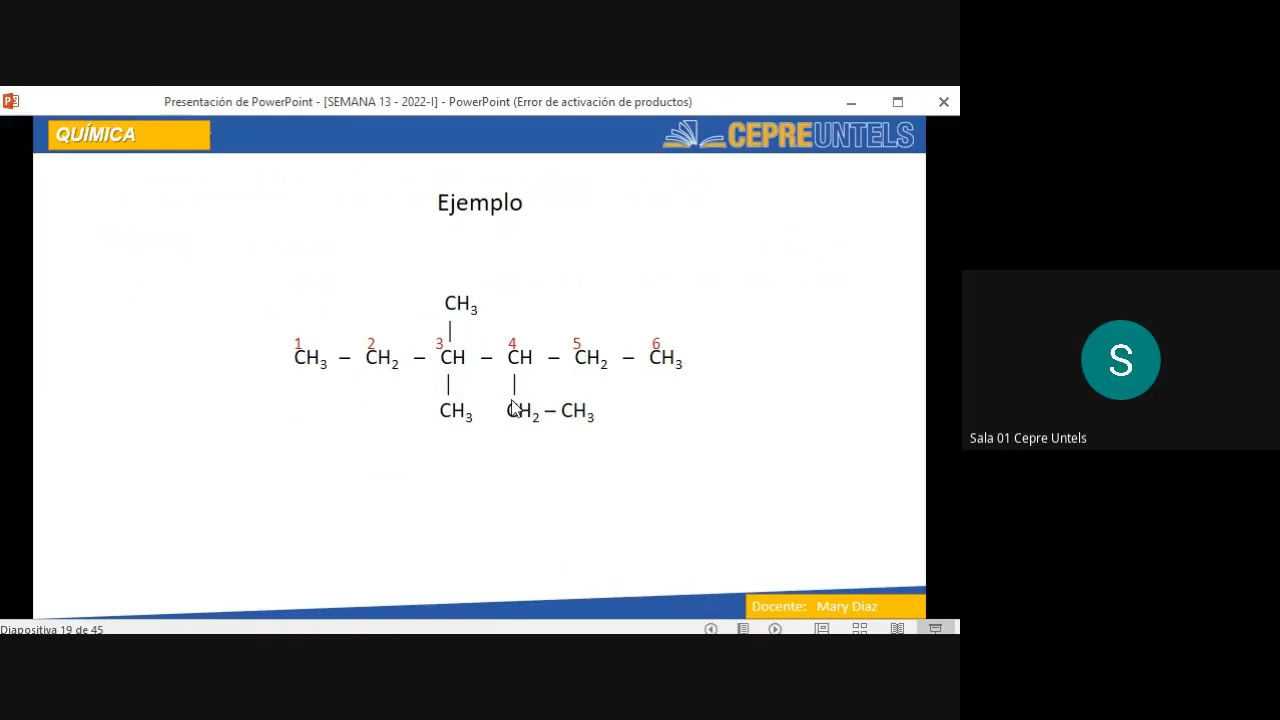 Presentación de PowerPoint - [SEMANA 13 - 2022-I] - PowerPoint (Error de activación de productos)
QUÍMICA
CEPREUNTELS
Ejemplo
CH₃
|
1 2 3 4 5 6
CH₃ – CH₂ – CH – CH – CH₂ – CH₃
| |
CH₃ CH₂ – CH₃
S
Sala 01 Cepre Untels
Docente: Mary Diaz
Diapositiva 19 de 45